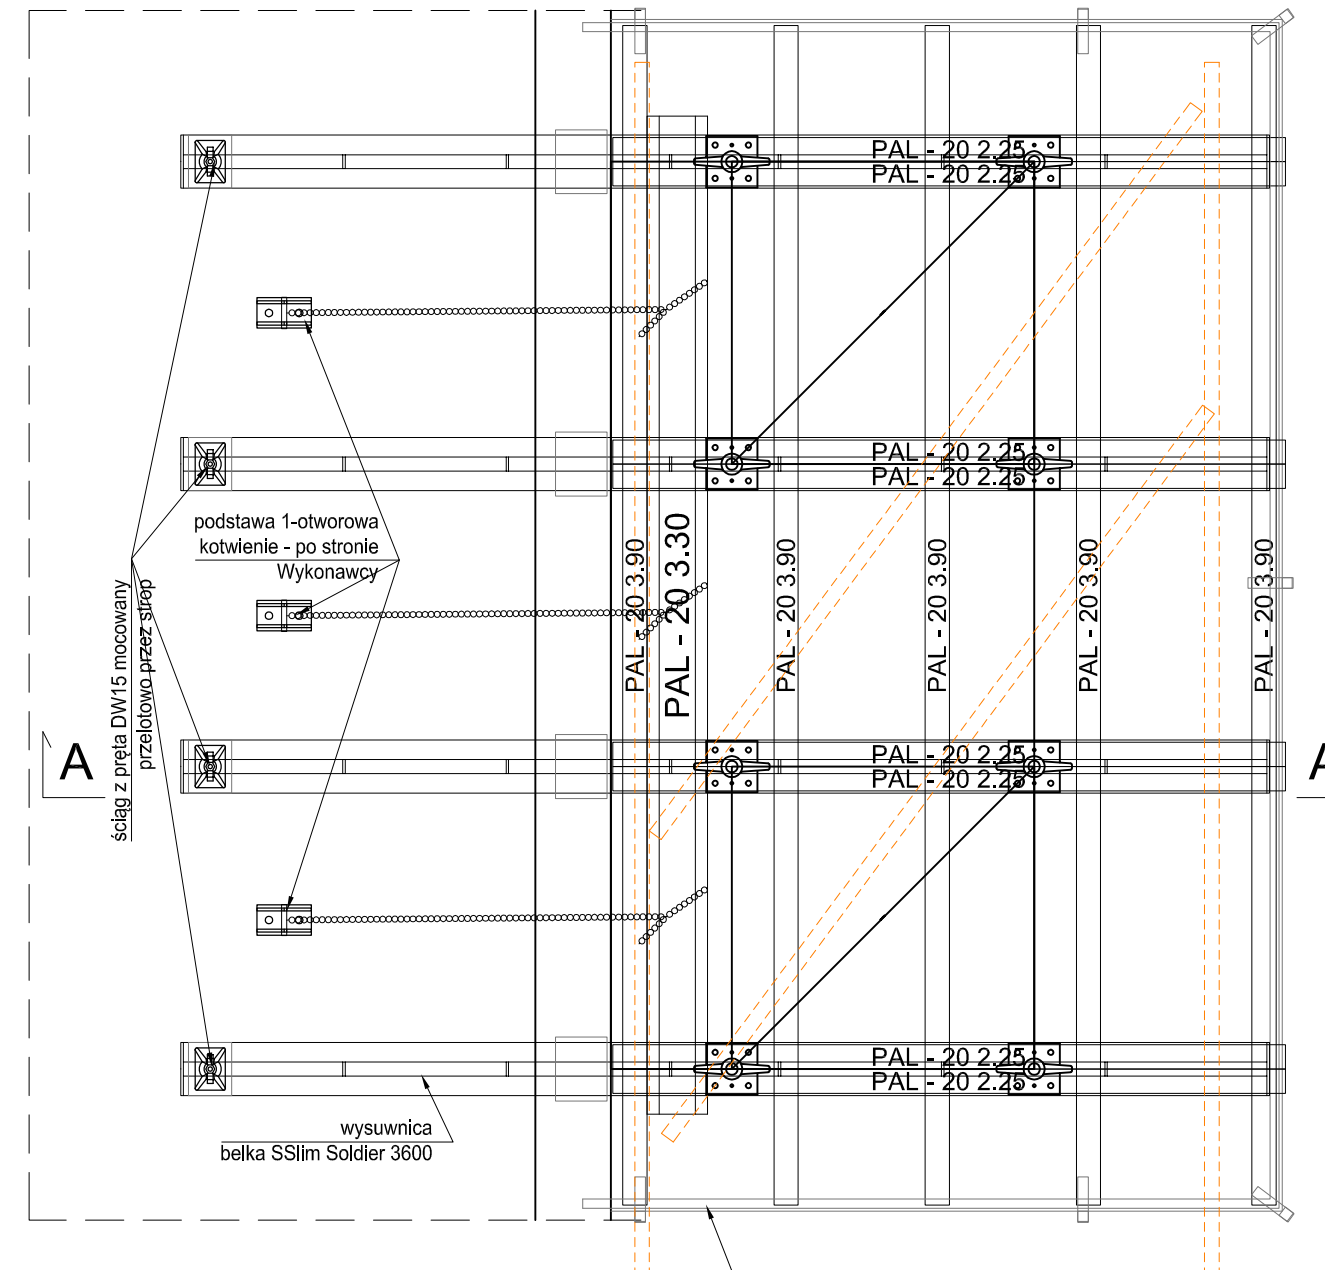 PAL - 20 2.25
PAL - 20 2.25
PAL - 20 2.25
PAL - 20 2.25
podstawa 1-otworowa
kotwienie - po stronie
Wykonawcy
ściąg z pręta DW15 mocowany
przelotowo przez strop
PAL - 20 3.90
PAL - 20 3.30
PAL - 20 3.90
PAL - 20 3.90
PAL - 20 3.90
PAL - 20 3.90
A
A
PAL - 20 2.25
PAL - 20 2.25
PAL - 20 2.25
PAL - 20 2.25
wysuwnica
belka SSlim Soldier 3600